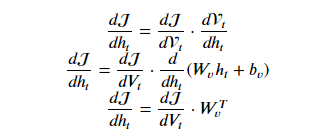 d𝒥/dh_t = d𝒥/dV_t · dV_t/dh_t
d𝒥/dh_t = d𝒥/dV_t · d/dh_t (W_v h_t + b_v)
d𝒥/dh_t = d𝒥/dV_t · W_v^T